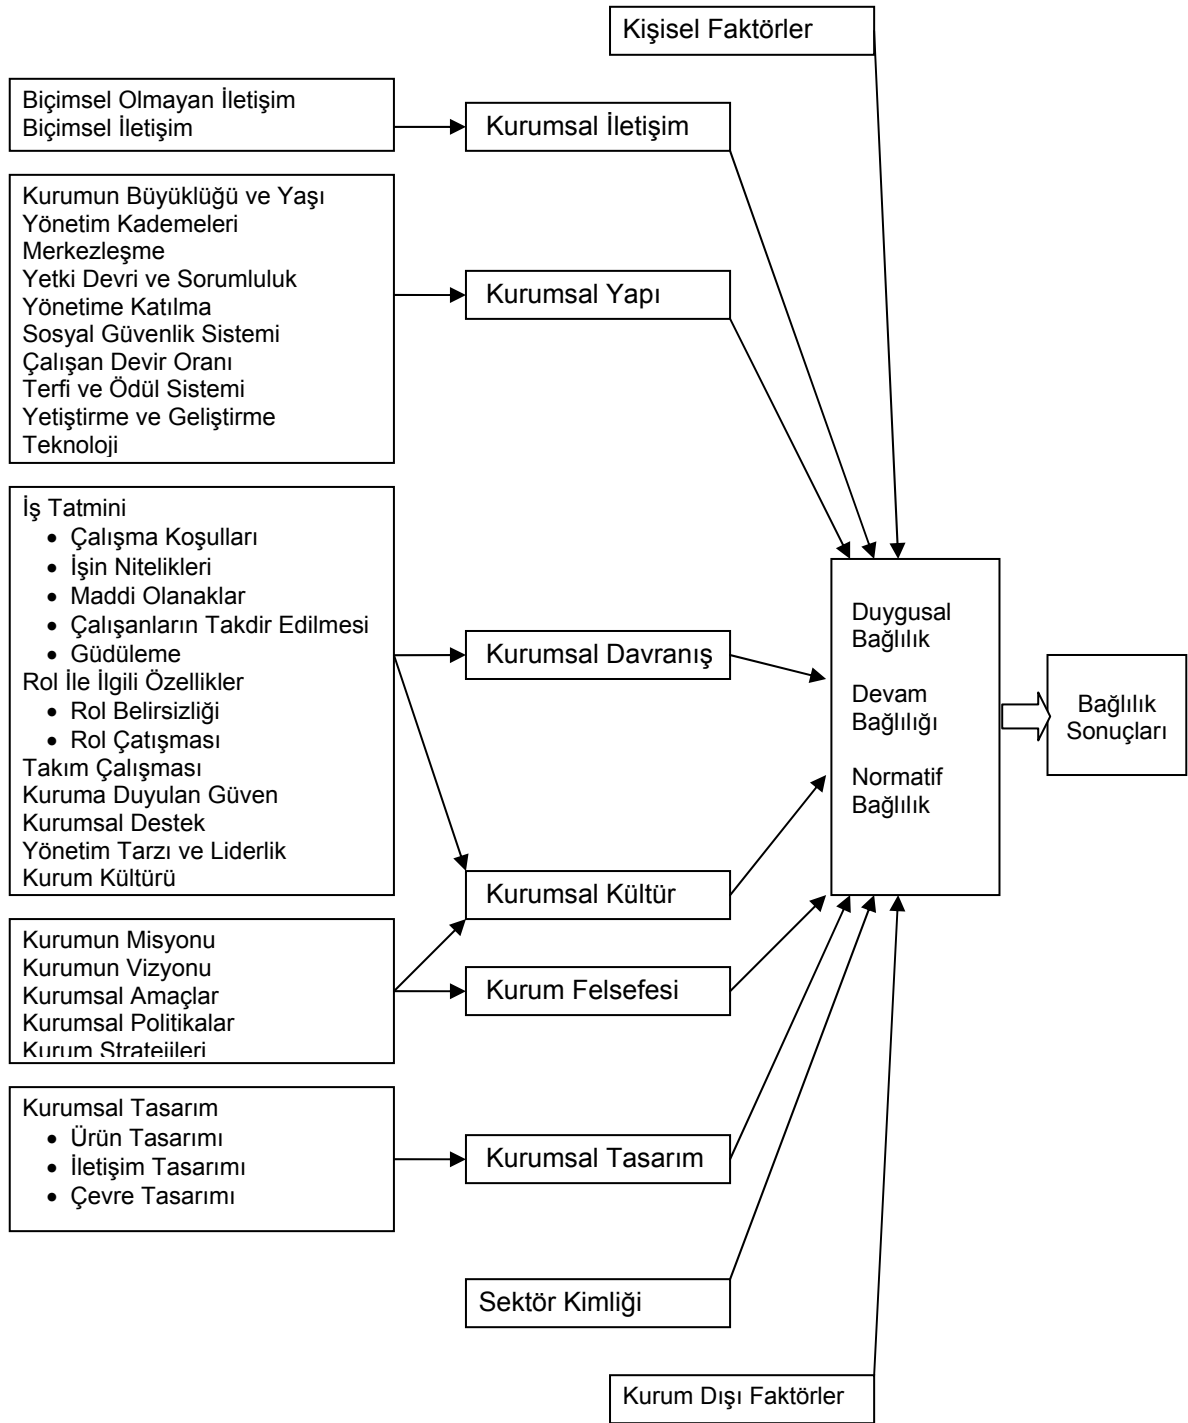 Kişisel Faktörler
Biçimsel Olmayan İletişim
Biçimsel İletişim
Kurumsal İletişim
Kurumun Büyüklüğü ve Yaşı
Yönetim Kademeleri
Merkezleşme
Yetki Devri ve Sorumluluk
Yönetime Katılma
Sosyal Güvenlik Sistemi
Çalışan Devir Oranı
Terfi ve Ödül Sistemi
Yetiştirme ve Geliştirme
Teknoloji
Kurumsal Yapı
İş Tatmini
• Çalışma Koşulları
• İşin Nitelikleri
• Maddi Olanaklar
• Çalışanların Takdir Edilmesi
• Güdüleme
Rol İle İlgili Özellikler
• Rol Belirsizliği
• Rol Çatışması
Takım Çalışması
Kuruma Duyulan Güven
Kurumsal Destek
Yönetim Tarzı ve Liderlik
Kurum Kültürü
Kurumsal Davranış
Kurumsal Kültür
Kurumun Misyonu
Kurumun Vizyonu
Kurumsal Amaçlar
Kurumsal Politikalar
Kurum Stratejileri
Kurum Felsefesi
Kurumsal Tasarım
• Ürün Tasarımı
• İletişim Tasarımı
• Çevre Tasarımı
Kurumsal Tasarım
Sektör Kimliği
Kurum Dışı Faktörler
Duygusal
Bağlılık
Devam
Bağlılığı
Normatif
Bağlılık
Bağlılık
Sonuçları